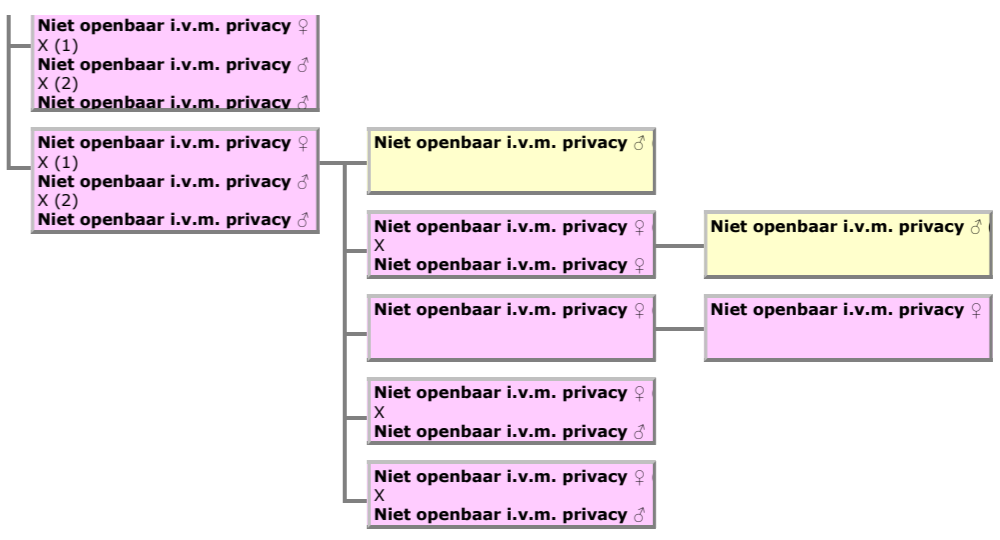 Niet openbaar i.v.m. privacy ♀
X (1)
Niet openbaar i.v.m. privacy ♂
X (2)
Niet openbaar i.v.m. privacy ♂
Niet openbaar i.v.m. privacy ♀
X (1)
Niet openbaar i.v.m. privacy ♂
X (2)
Niet openbaar i.v.m. privacy ♂
Niet openbaar i.v.m. privacy ♂
Niet openbaar i.v.m. privacy ♀
X
Niet openbaar i.v.m. privacy ♀
Niet openbaar i.v.m. privacy ♂
Niet openbaar i.v.m. privacy ♀
Niet openbaar i.v.m. privacy ♀
Niet openbaar i.v.m. privacy ♀
X
Niet openbaar i.v.m. privacy ♂
Niet openbaar i.v.m. privacy ♀
X
Niet openbaar i.v.m. privacy ♂